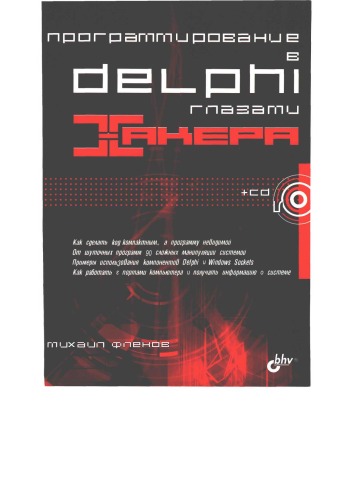 программирование
в
delphi
глазами
Хакера
+CD
Как сделать код компактным, а программу невидимой
От шуточных программ до сложных манипуляций системой
Примеры использования компонентов Delphi и Windows Sockets
Как работать с портами компьютера и получать информацию о системе
михаил фленов
bhv®